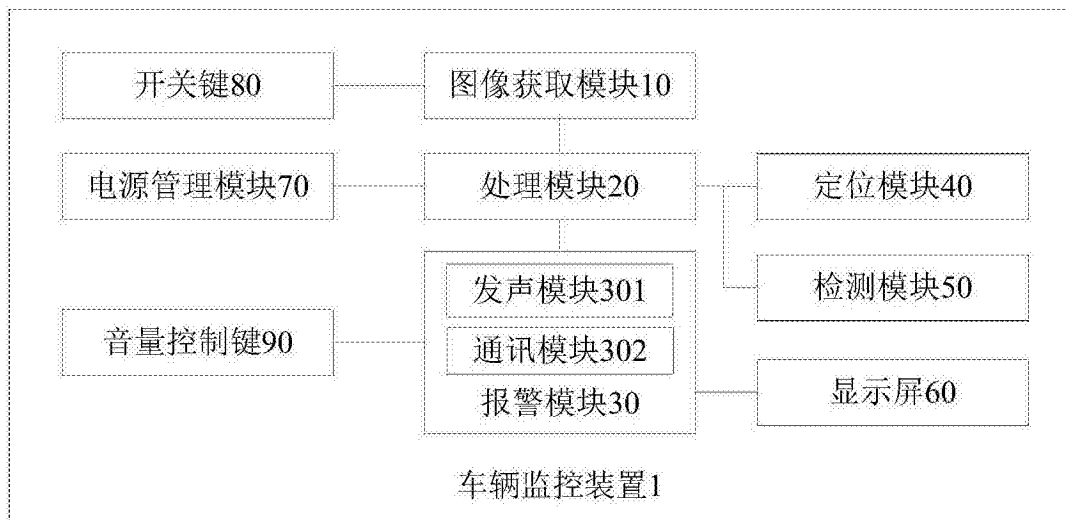 开关键80
图像获取模块10
电源管理模块70
处理模块20
定位模块40
发声模块301
检测模块50
音量控制键90
通讯模块302
报警模块30
显示屏60
车辆监控装置1